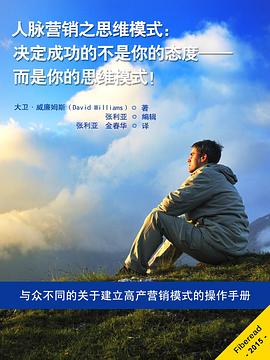 人脉营销之思维模式：
决定成功的不是你的态度——
而是你的思维模式！
大卫·威廉姆斯（David Williams） ○ 著
张利亚 ○ 编辑
张利亚 金春华 ○ 译
与众不同的关于建立高产营销模式的操作手册
Fiberead
· 2015 ·